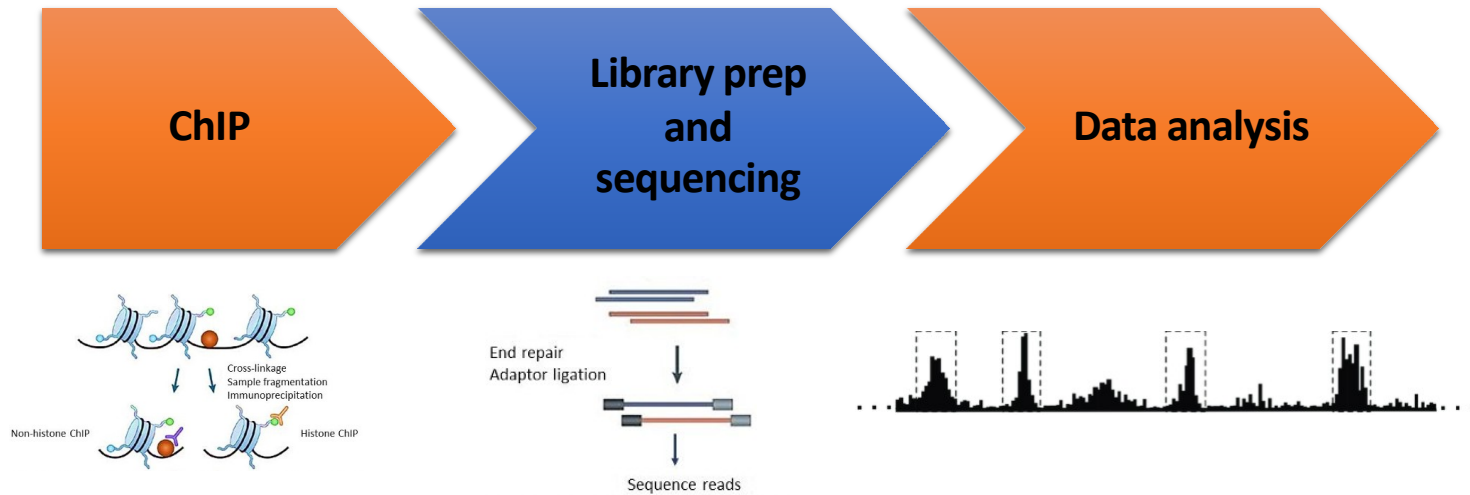 ChIP
Library prep
and
sequencing
Data analysis
Cross-linkage
Sample fragmentation
Immunoprecipitation
Non-histone ChIP
Histone ChIP
End repair
Adaptor ligation
Sequence reads